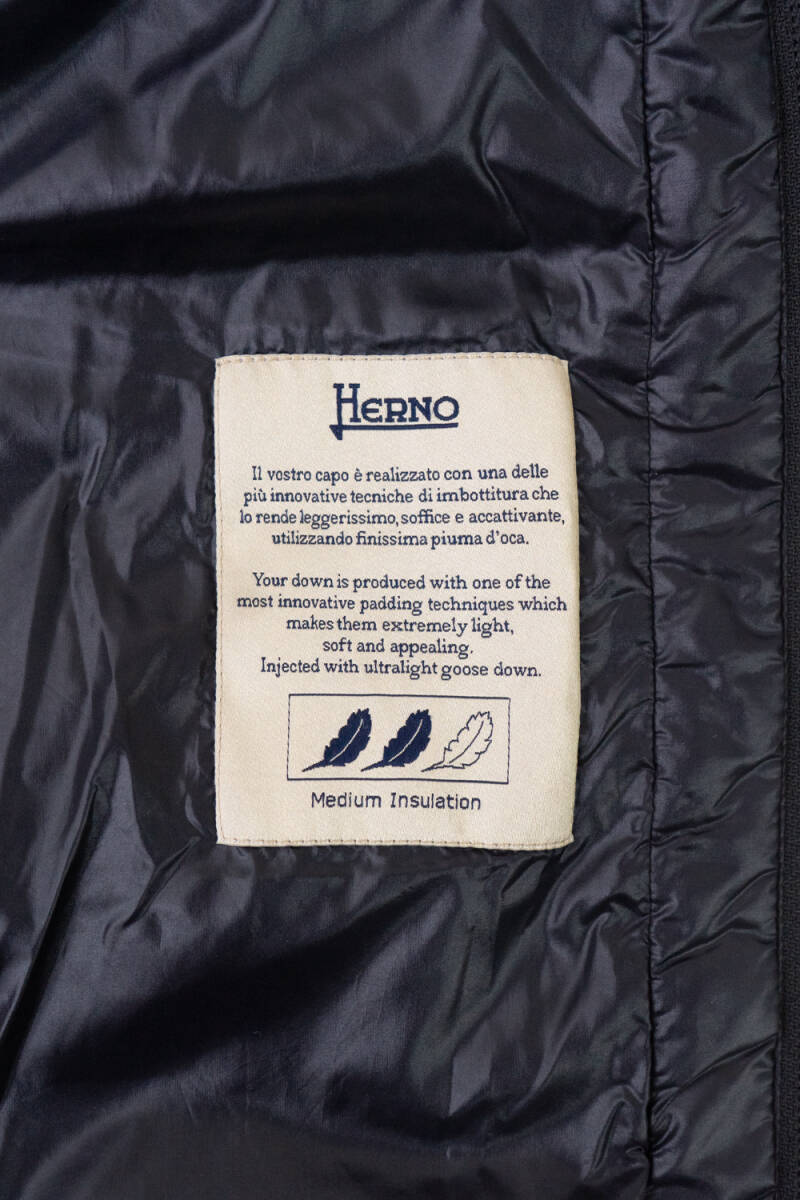 HERNO
Il vostro capo è realizzato con una delle
più innovative tecniche di imbottitura che
lo rende leggerissimo, soffice e accattivante,
utilizzando finissima piuma d'oca.
Your down is produced with one of the
most innovative padding techniques which
makes them extremely light,
soft and appealing.
Injected with ultralight goose down.
Medium Insulation